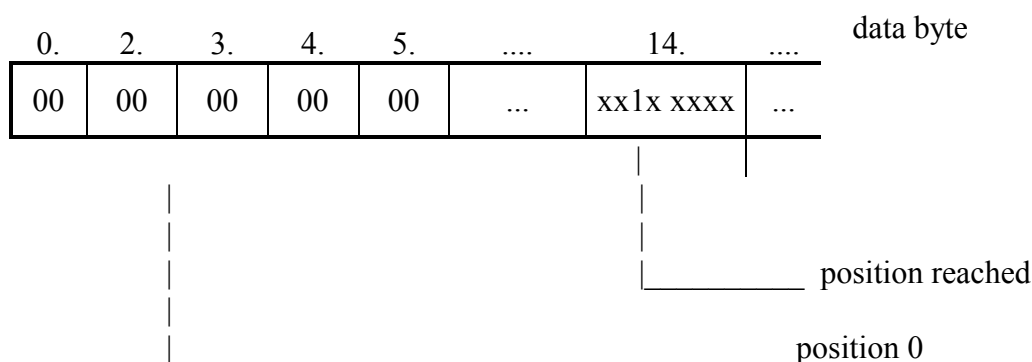 data byte
0. 2. 3. 4. 5. .... 14. ....
00 00 00 00 00 ... xx1x xxxx ...
position reached
position 0